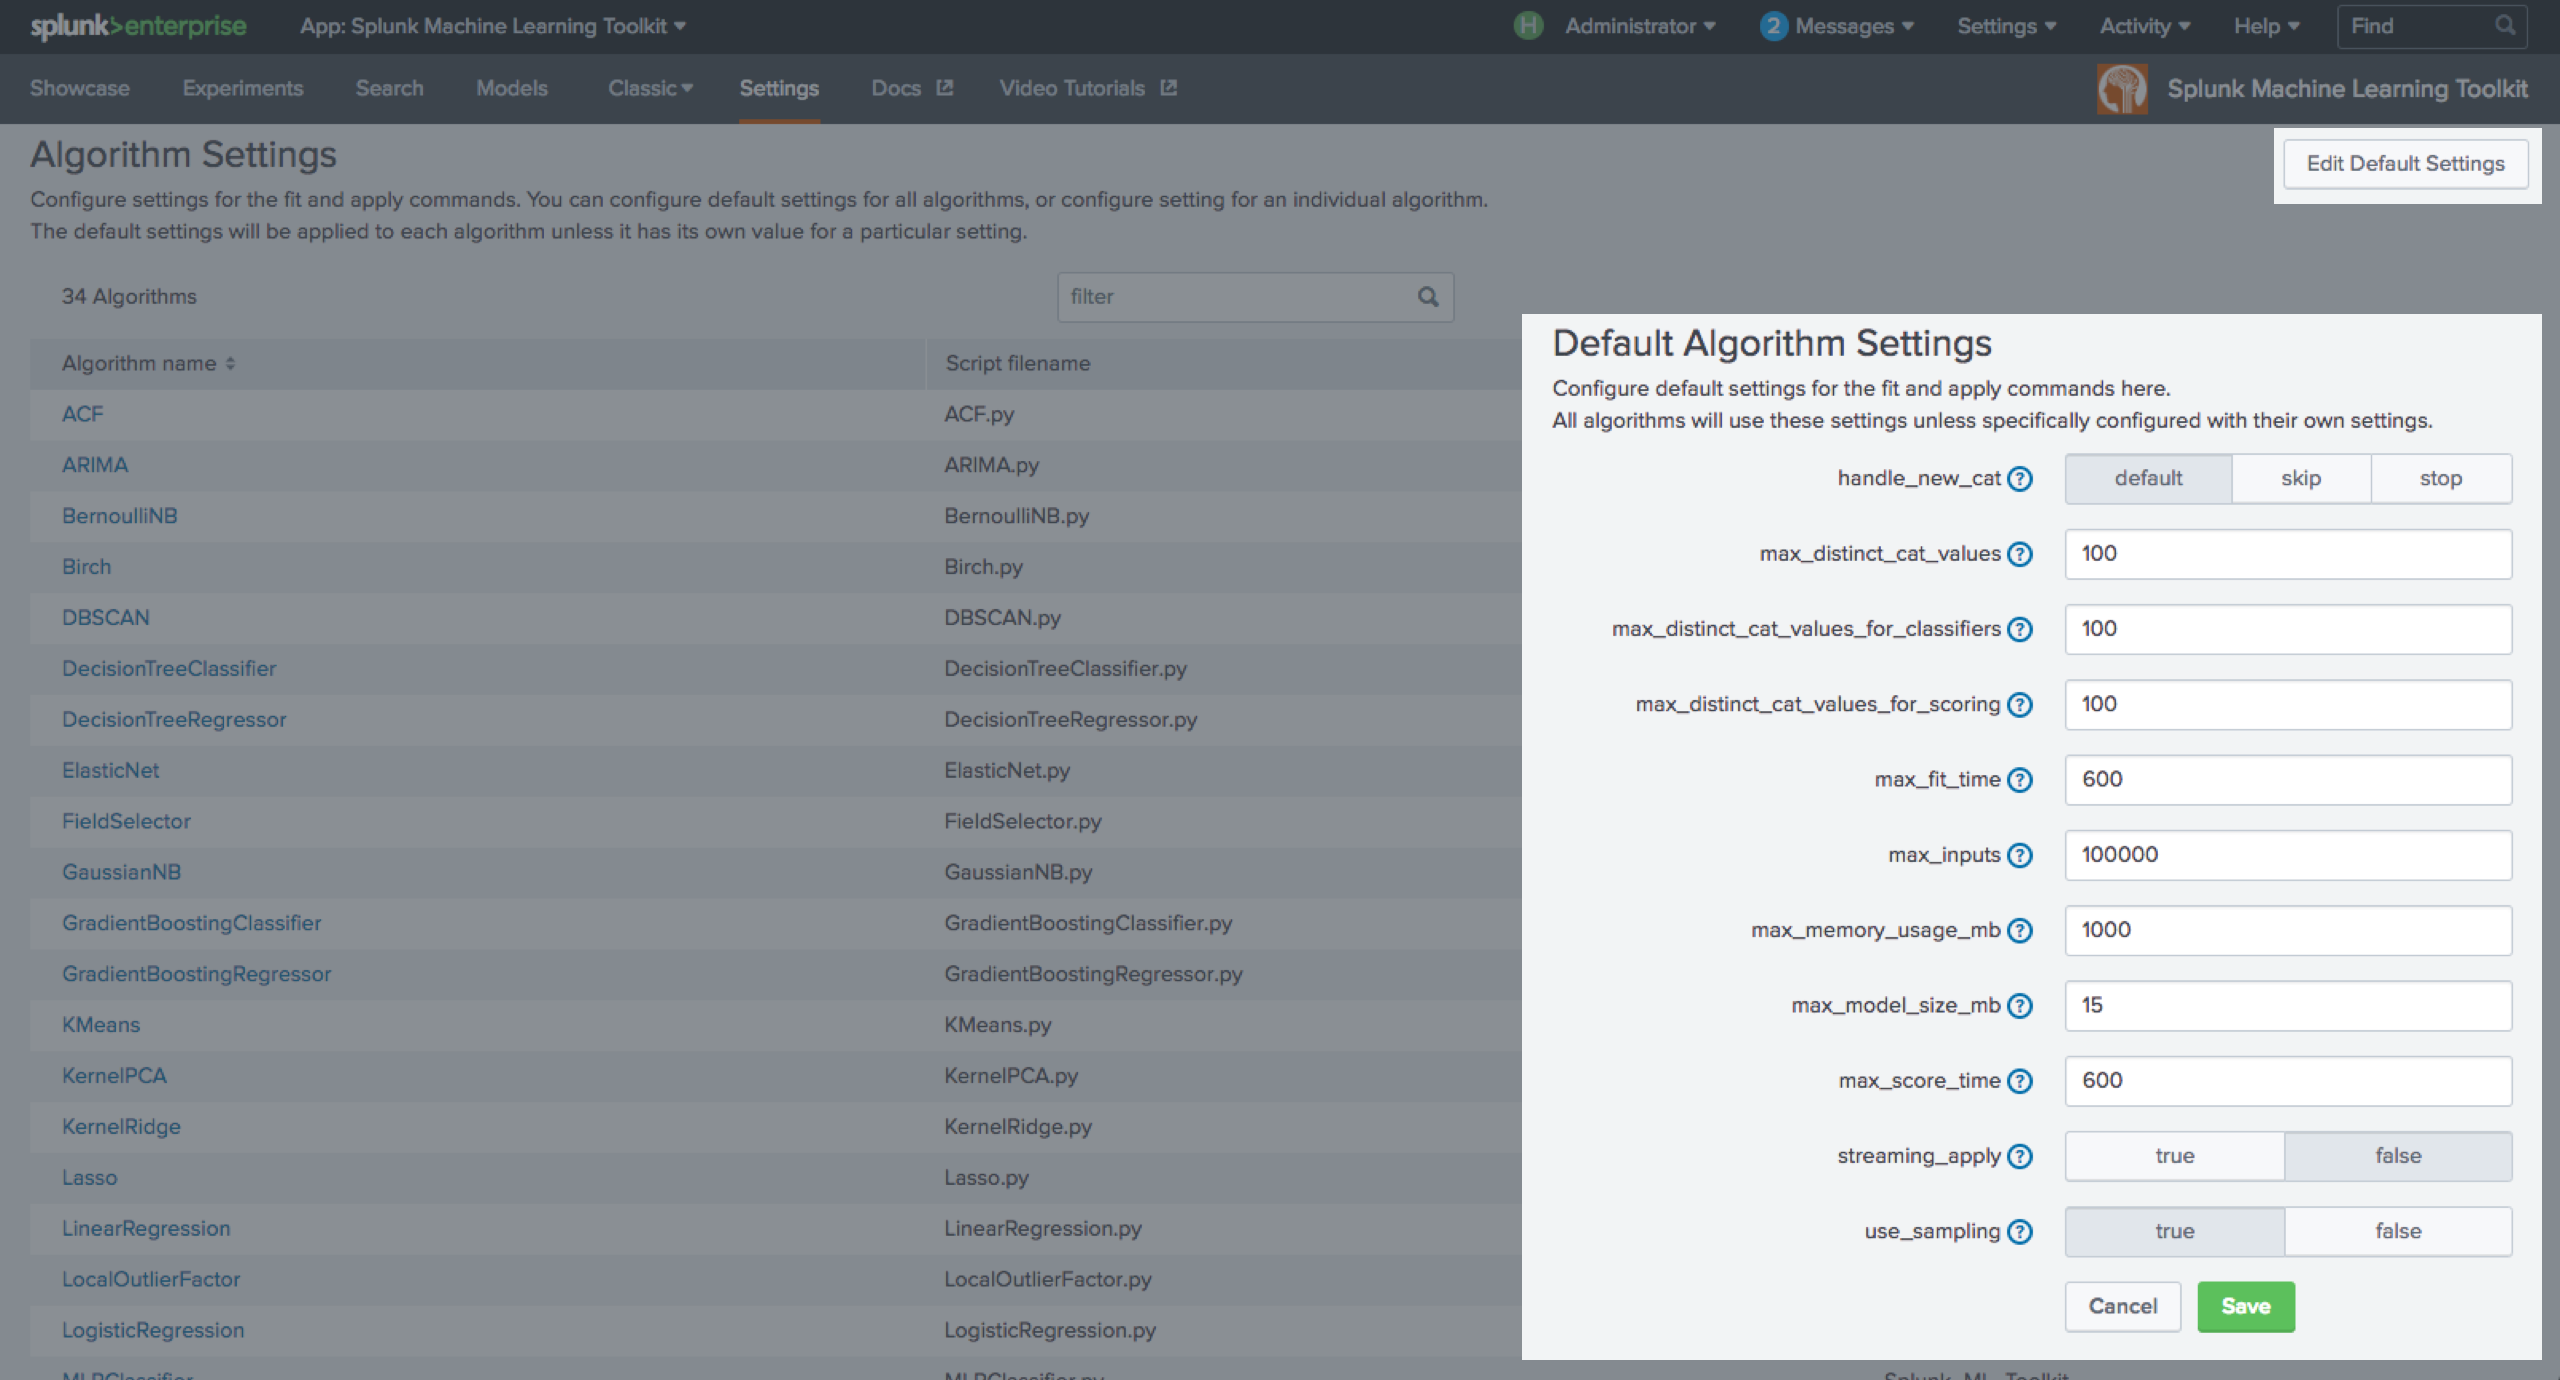 splunk>enterprise App: Splunk Machine Learning Toolkit H Administrator 2 Messages Settings Activity Help Find
Showcase Experiments Search Models Classic Settings Docs Video Tutorials Splunk Machine Learning Toolkit
Algorithm Settings
Edit Default Settings
Configure settings for the fit and apply commands. You can configure default settings for all algorithms, or configure setting for an individual algorithm.
The default settings will be applied to each algorithm unless it has its own value for a particular setting.
34 Algorithms filter
Algorithm name Script filename
ACF ACF.py
ARIMA ARIMA.py
BernoulliNB BernoulliNB.py
Birch Birch.py
DBSCAN DBSCAN.py
DecisionTreeClassifier DecisionTreeClassifier.py
DecisionTreeRegressor DecisionTreeRegressor.py
ElasticNet ElasticNet.py
FieldSelector FieldSelector.py
GaussianNB GaussianNB.py
GradientBoostingClassifier GradientBoostingClassifier.py
GradientBoostingRegressor GradientBoostingRegressor.py
KMeans KMeans.py
KernelPCA KernelPCA.py
KernelRidge KernelRidge.py
Lasso Lasso.py
LinearRegression LinearRegression.py
LocalOutlierFactor LocalOutlierFactor.py
LogisticRegression LogisticRegression.py
MLPClassifier MLPClassifier.py Splunk_ML_Toolkit
Default Algorithm Settings
Configure default settings for the fit and apply commands here.
All algorithms will use these settings unless specifically configured with their own settings.
handle_new_cat ? default skip stop
max_distinct_cat_values ? 100
max_distinct_cat_values_for_classifiers ? 100
max_distinct_cat_values_for_scoring ? 100
max_fit_time ? 600
max_inputs ? 100000
max_memory_usage_mb ? 1000
max_model_size_mb ? 15
max_score_time ? 600
streaming_apply ? true false
use_sampling ? true false
Cancel Save